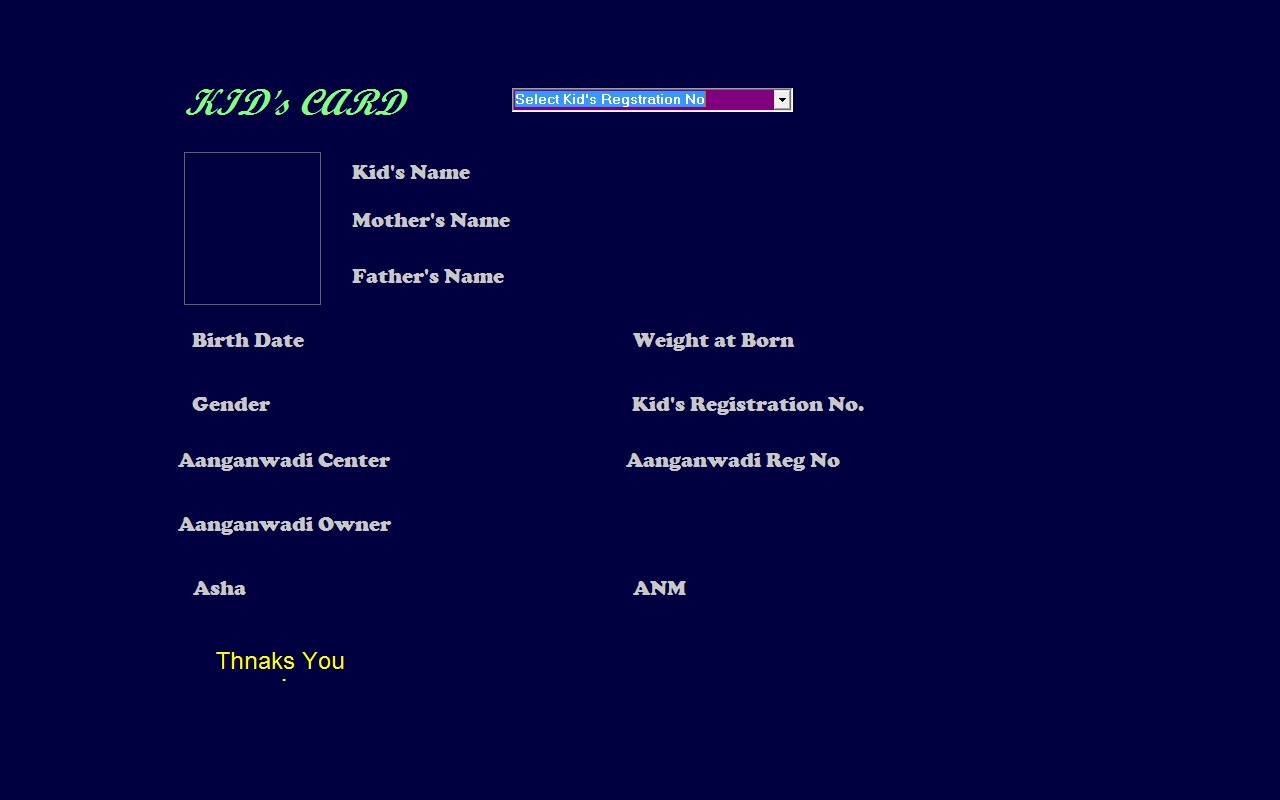 KID's CARD
Select Kid's Regstration No
Kid's Name
Mother's Name
Father's Name
Birth Date
Weight at Born
Gender
Kid's Registration No.
Aanganwadi Center
Aanganwadi Reg No
Aanganwadi Owner
Asha
ANM
Thnaks You
.